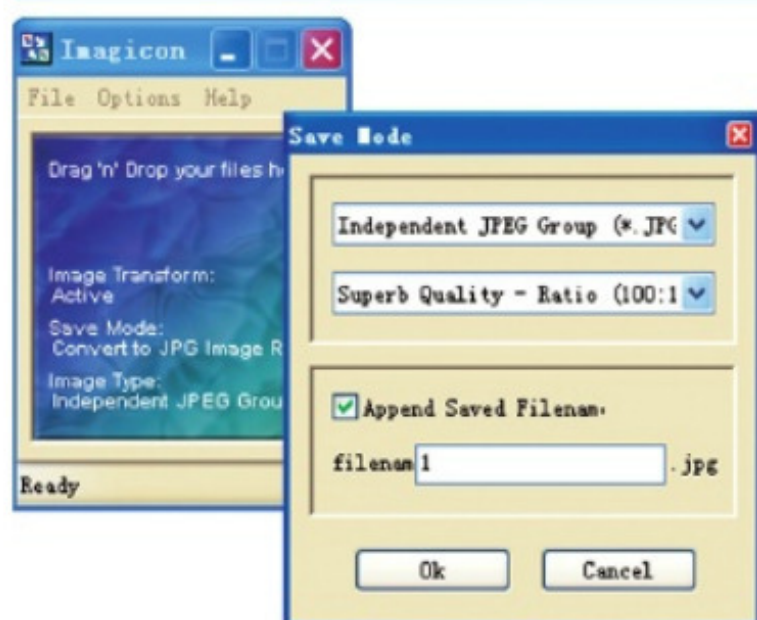 Imagicon
File Options Help
Drag 'n' Drop your files h
Image Transform:
Active
Save Mode:
Convert to JPG Image R
Image Type:
Independent JPEG Grou
Ready
Save Mode
Independent JPEG Group (*.JPG
Superb Quality - Ratio (100:1
Append Saved Filenam
filenam 1 .jpg
Ok Cancel